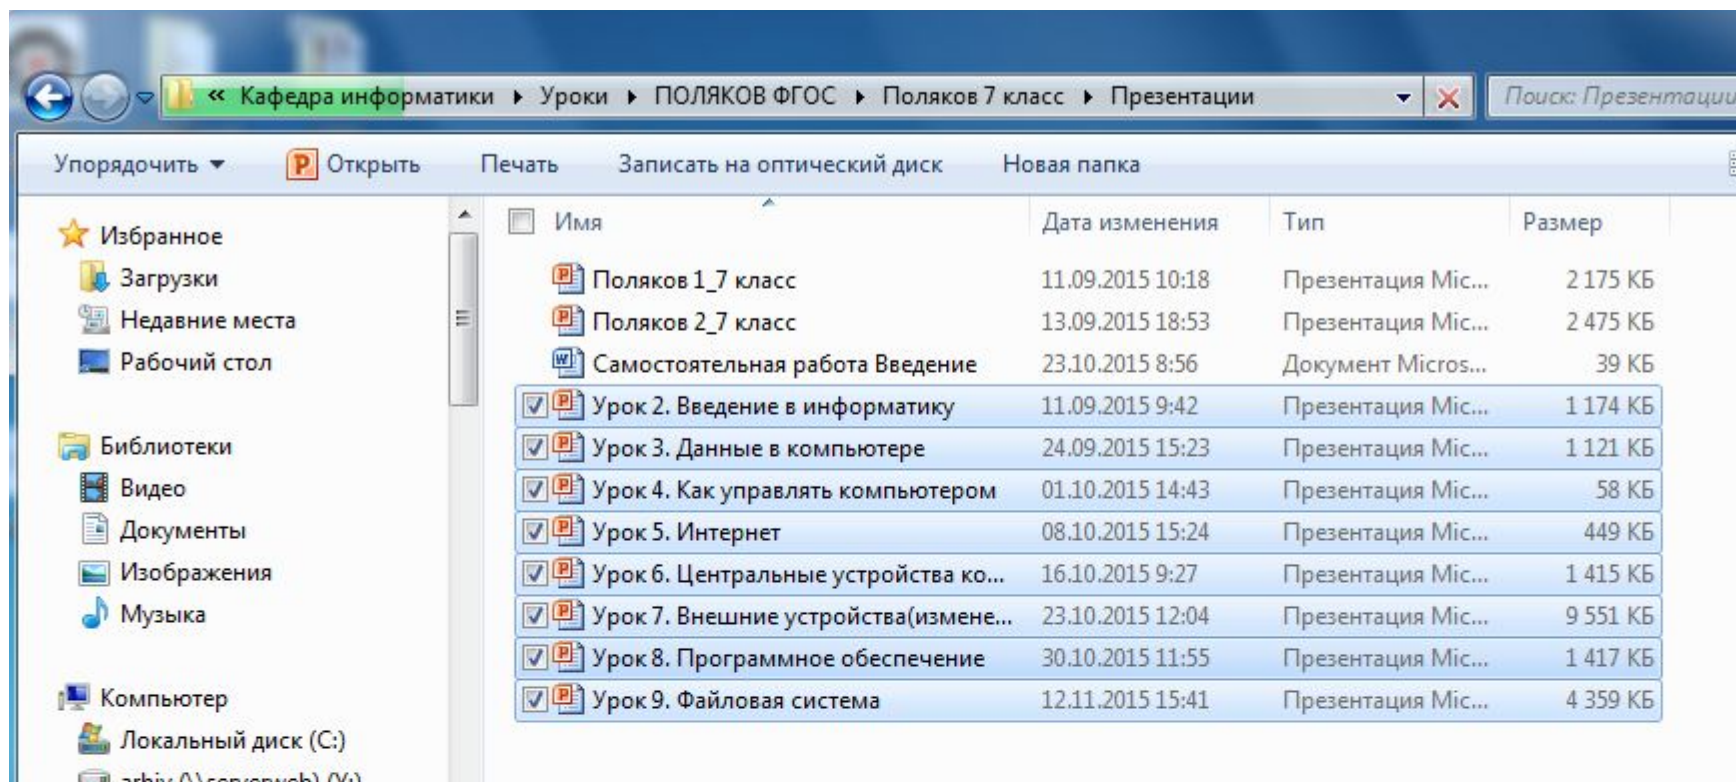 « Кафедра информатики ▸ Уроки ▸ ПОЛЯКОВ ФГОС ▸ Поляков 7 класс ▸ Презентации
Поиск: Презентации
Упорядочить Открыть Печать Записать на оптический диск Новая папка
Избранное
Загрузки
Недавние места
Рабочий стол
Библиотеки
Видео
Документы
Изображения
Музыка
Компьютер
Локальный диск (C:)
arhiv (\\serverweb) (Y:)
Имя Дата изменения Тип Размер
Поляков 1_7 класс 11.09.2015 10:18 Презентация Mic... 2 175 КБ
Поляков 2_7 класс 13.09.2015 18:53 Презентация Mic... 2 475 КБ
Самостоятельная работа Введение 23.10.2015 8:56 Документ Micros... 39 КБ
Урок 2. Введение в информатику 11.09.2015 9:42 Презентация Mic... 1 174 КБ
Урок 3. Данные в компьютере 24.09.2015 15:23 Презентация Mic... 1 121 КБ
Урок 4. Как управлять компьютером 01.10.2015 14:43 Презентация Mic... 58 КБ
Урок 5. Интернет 08.10.2015 15:24 Презентация Mic... 449 КБ
Урок 6. Центральные устройства ко... 16.10.2015 9:27 Презентация Mic... 1 415 КБ
Урок 7. Внешние устройства(измене... 23.10.2015 12:04 Презентация Mic... 9 551 КБ
Урок 8. Программное обеспечение 30.10.2015 11:55 Презентация Mic... 1 417 КБ
Урок 9. Файловая система 12.11.2015 15:41 Презентация Mic... 4 359 КБ